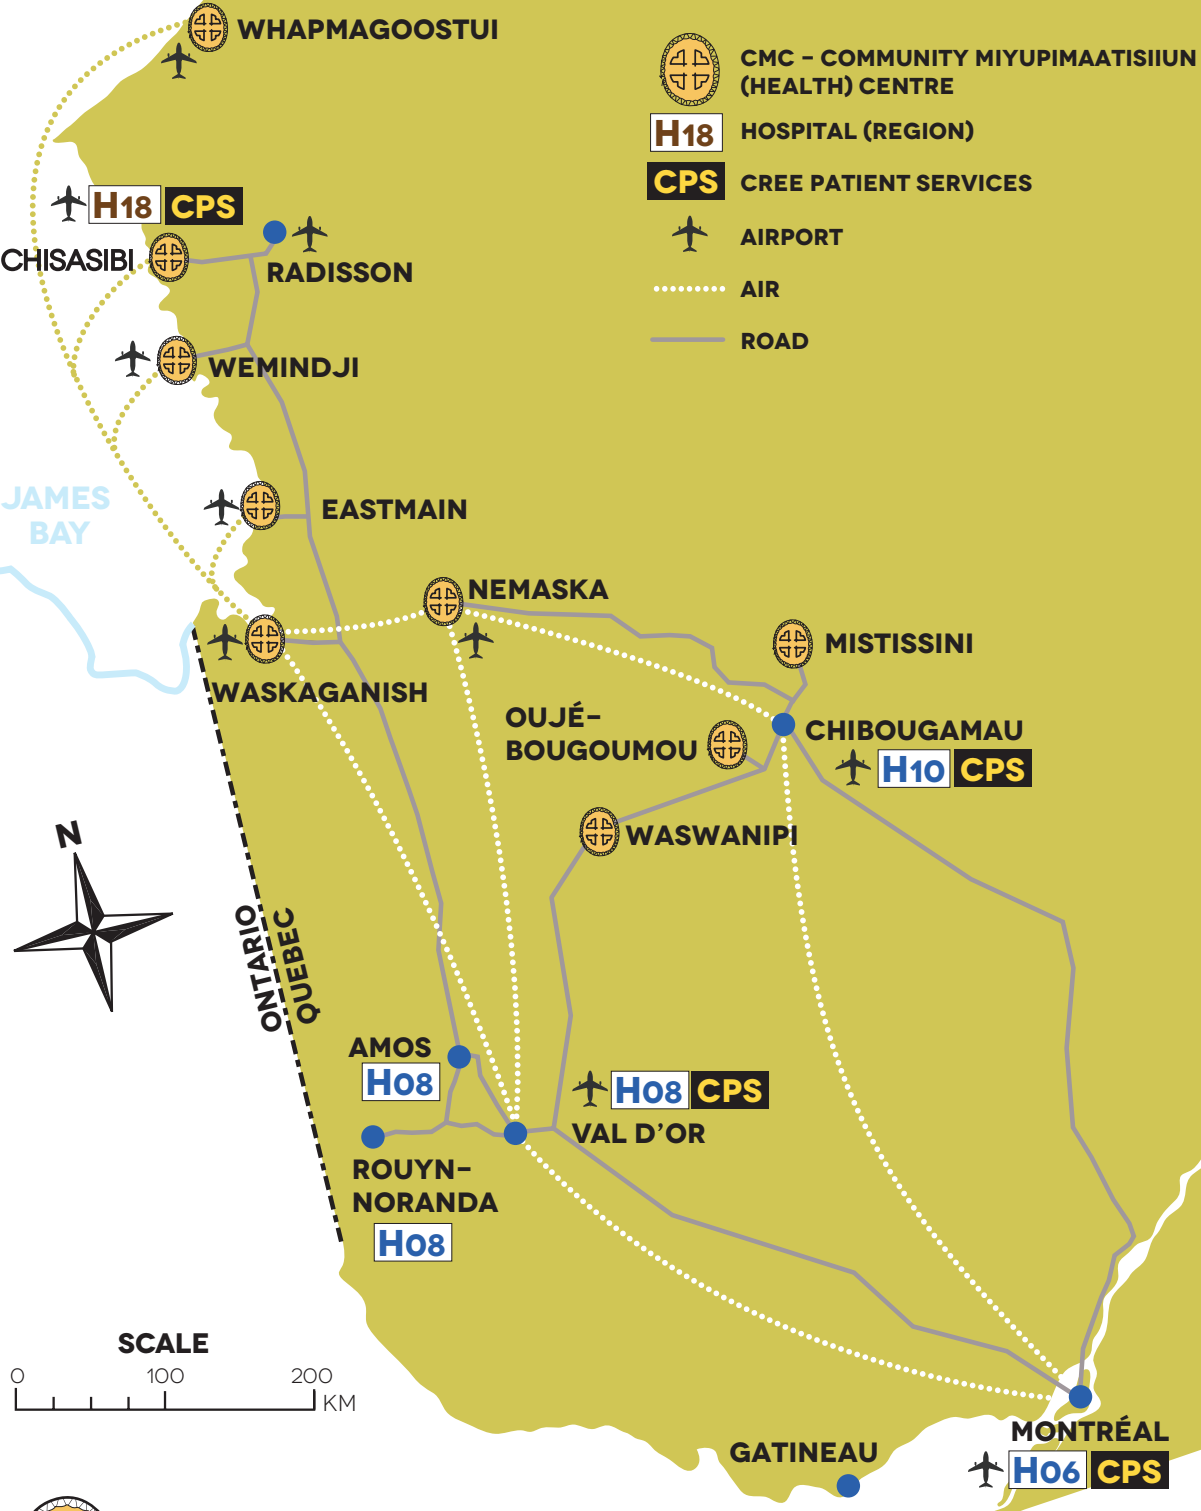 WHAPMAGOOSTUI
CMC - COMMUNITY MIYUPIMAATISIIUN
(HEALTH) CENTRE
H18 HOSPITAL (REGION)
CPS CREE PATIENT SERVICES
AIRPORT
AIR
ROAD
H18 CPS
CHISASIBI
RADISSON
WEMINDJI
JAMES
BAY
EASTMAIN
NEMASKA
MISTISSINI
WASKAGANISH
OUJÉ-
BOUGOUMOU
CHIBOUGAMAU
H10 CPS
WASWANIPI
N
ONTARIO
QUEBEC
AMOS
H08
H08 CPS
VAL D'OR
ROUYN-
NORANDA
H08
SCALE
0 100 200
KM
GATINEAU
MONTRÉAL
H06 CPS